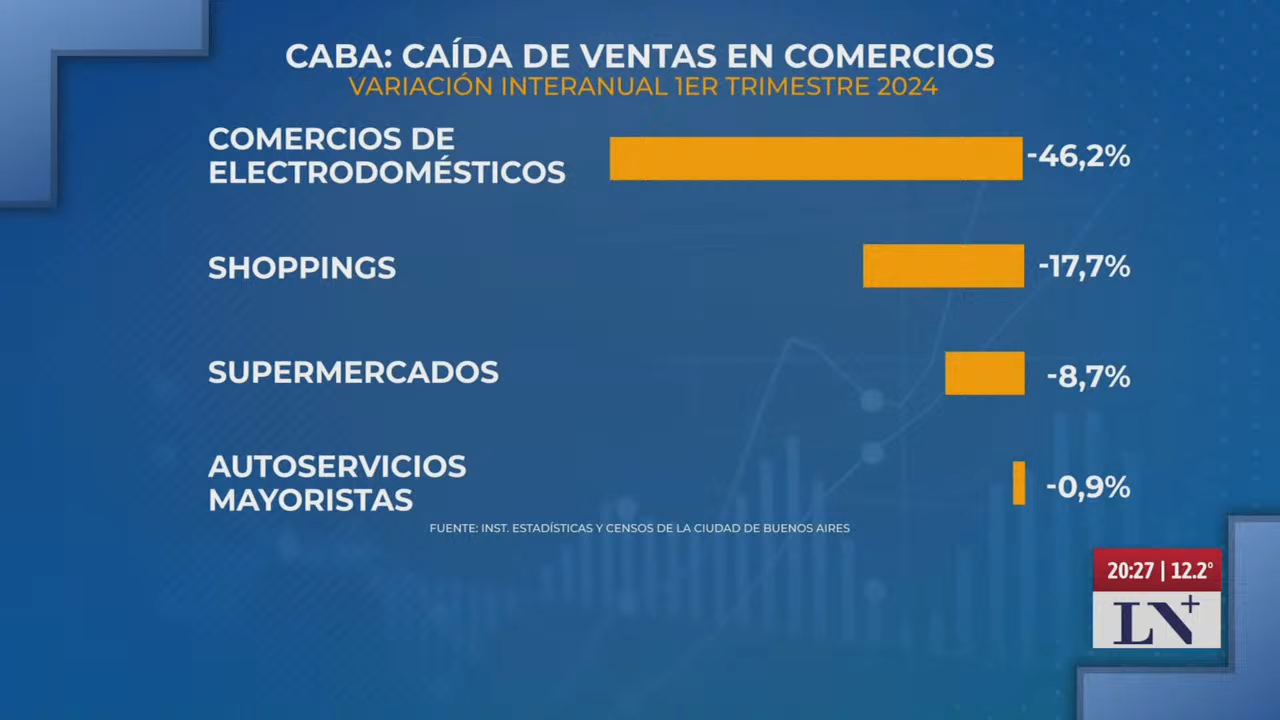 CABA: CAÍDA DE VENTAS EN COMERCIOS
VARIACIÓN INTERANUAL 1ER TRIMESTRE 2024
COMERCIOS DE
ELECTRODOMÉSTICOS
-46,2%
SHOPPINGS
-17,7%
SUPERMERCADOS
-8,7%
AUTOSERVICIOS
MAYORISTAS
-0,9%
FUENTE: INST. ESTADÍSTICAS Y CENSOS DE LA CIUDAD DE BUENOS AIRES
20:27 | 12.2°
LN+